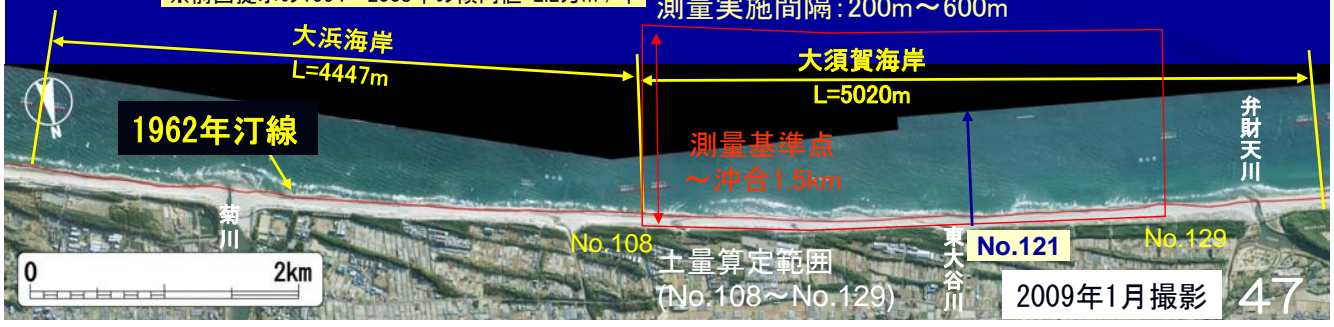 測量実施間隔:200m～600m
大浜海岸
L=4447m
大須賀海岸
L=5020m
1962年汀線
測量基準点
～沖合1.5km
弁財天川
菊川
No.108
東大谷川
No.121
No.129
土量算定範囲
(No.108～No.129)
2009年1月撮影
47
0 2km
N